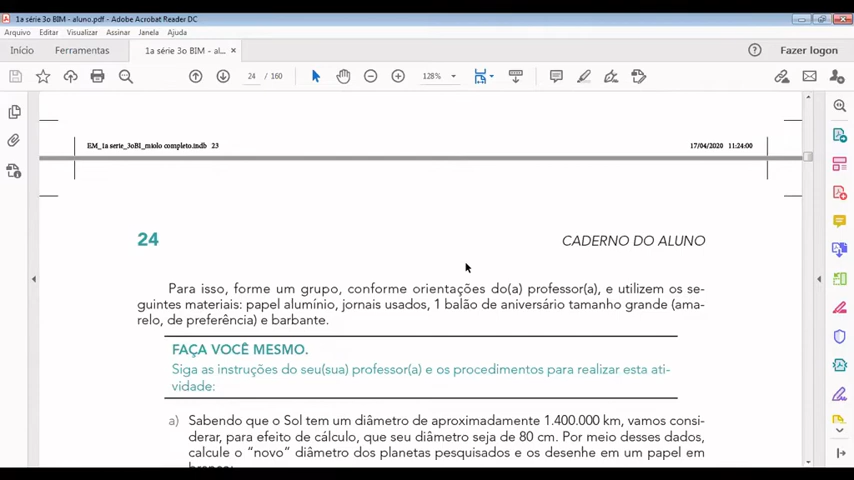 1a série 3o BIM - aluno.pdf - Adobe Acrobat Reader DC
Arquivo Editar Visualizar Assinar Janela Ajuda
Início Ferramentas 1a série 3o BIM - al... × Fazer logon
24 / 160 128%
EM_1a serie_3oBI_miolo completo.indb 23 17/04/2020 11:24:00
24 CADERNO DO ALUNO
Para isso, forme um grupo, conforme orientações do(a) professor(a), e utilizem os se-
guintes materiais: papel alumínio, jornais usados, 1 balão de aniversário tamanho grande (ama-
relo, de preferência) e barbante.
FAÇA VOCÊ MESMO.
Siga as instruções do seu(sua) professor(a) e os procedimentos para realizar esta ati-
vidade:
a) Sabendo que o Sol tem um diâmetro de aproximadamente 1.400.000 km, vamos consi-
derar, para efeito de cálculo, que seu diâmetro seja de 80 cm. Por meio desses dados,
calcule o “novo” diâmetro dos planetas pesquisados e os desenhe em um papel em